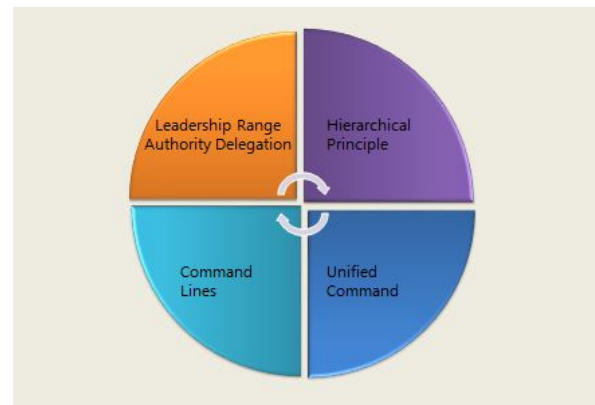 Leadership Range
Authority Delegation
Hierarchical
Principle
Command
Lines
Unified
Command